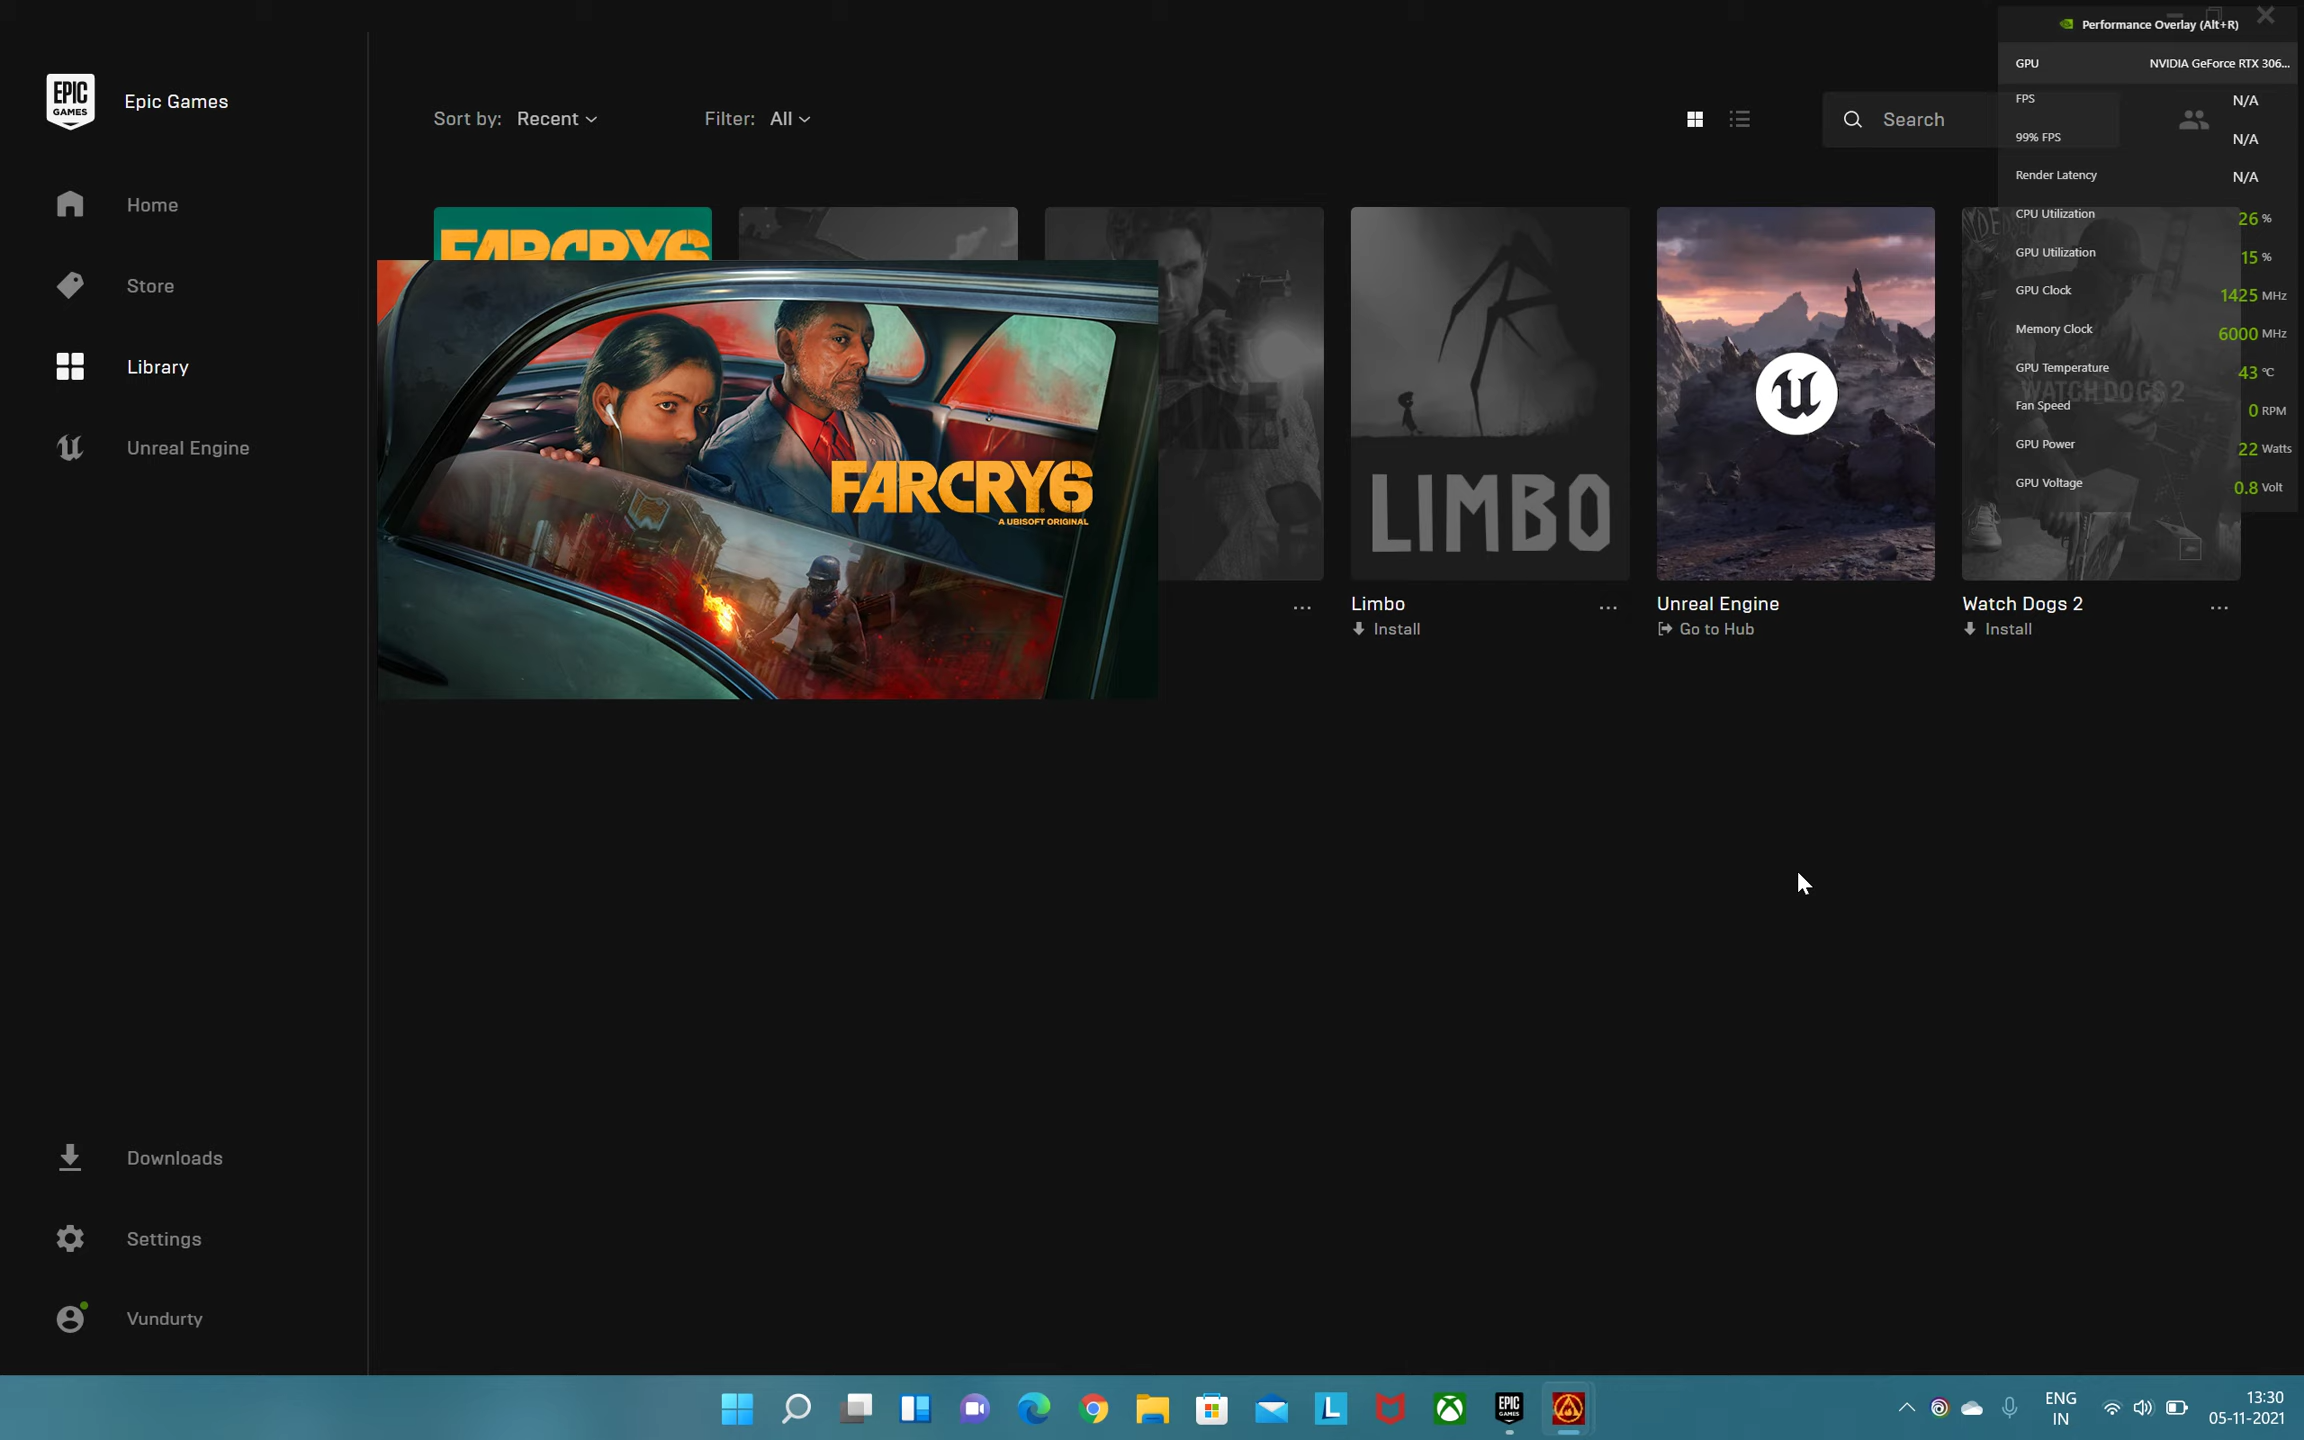 EPIC
GAMES
Epic Games
Home
Store
Library
Unreal Engine
Downloads
Settings
Vundurty
Sort by: Recent
Filter: All
Search
FARCRY6
FARCRY6
A UBISOFT ORIGINAL
LIMBO
WATCH DOGS 2
...
Limbo
...
Install
Unreal Engine
Go to Hub
Watch Dogs 2
...
Install
Performance Overlay (Alt+R)
GPU NVIDIA GeForce RTX 306...
FPS N/A
99% FPS N/A
Render Latency N/A
CPU Utilization 26 %
GPU Utilization 15 %
GPU Clock 1425 MHz
Memory Clock 6000 MHz
GPU Temperature 43 °C
Fan Speed 0 RPM
GPU Power 22 Watts
GPU Voltage 0.8 Volt
L
EPIC
GAMES
ENG
IN
13:30
05-11-2021